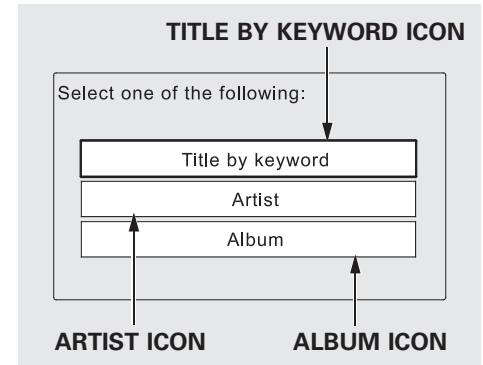 TITLE BY KEYWORD ICON
Select one of the following:
Title by keyword
Artist
Album
ARTIST ICON ALBUM ICON